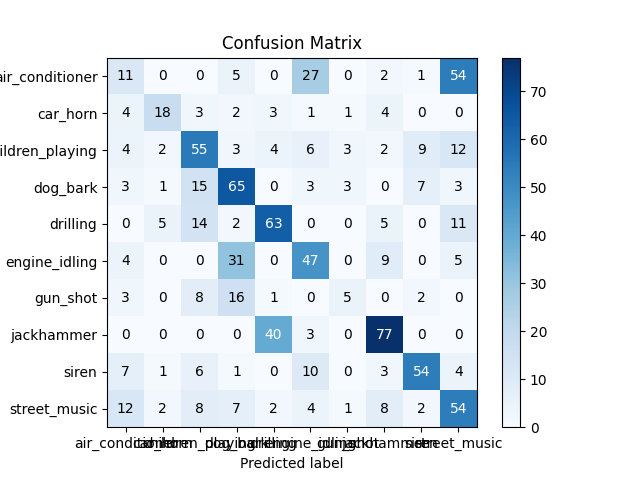 Confusion Matrix
air_conditioner 11 0 0 5 0 27 0 2 1 54
car_horn 4 18 3 2 3 1 1 4 0 0
ildren_playing 4 2 55 3 4 6 3 2 9 12
dog_bark 3 1 15 65 0 3 3 0 7 3
drilling 0 5 14 2 63 0 0 5 0 11
engine_idling 4 0 0 31 0 47 0 9 0 5
gun_shot 3 0 8 16 1 0 5 0 2 0
jackhammer 0 0 0 0 40 3 0 77 0 0
siren 7 1 6 1 0 10 0 3 54 4
street_music 12 2 8 7 2 4 1 8 2 54
70
60
50
40
30
20
10
0
street_music
Predicted label